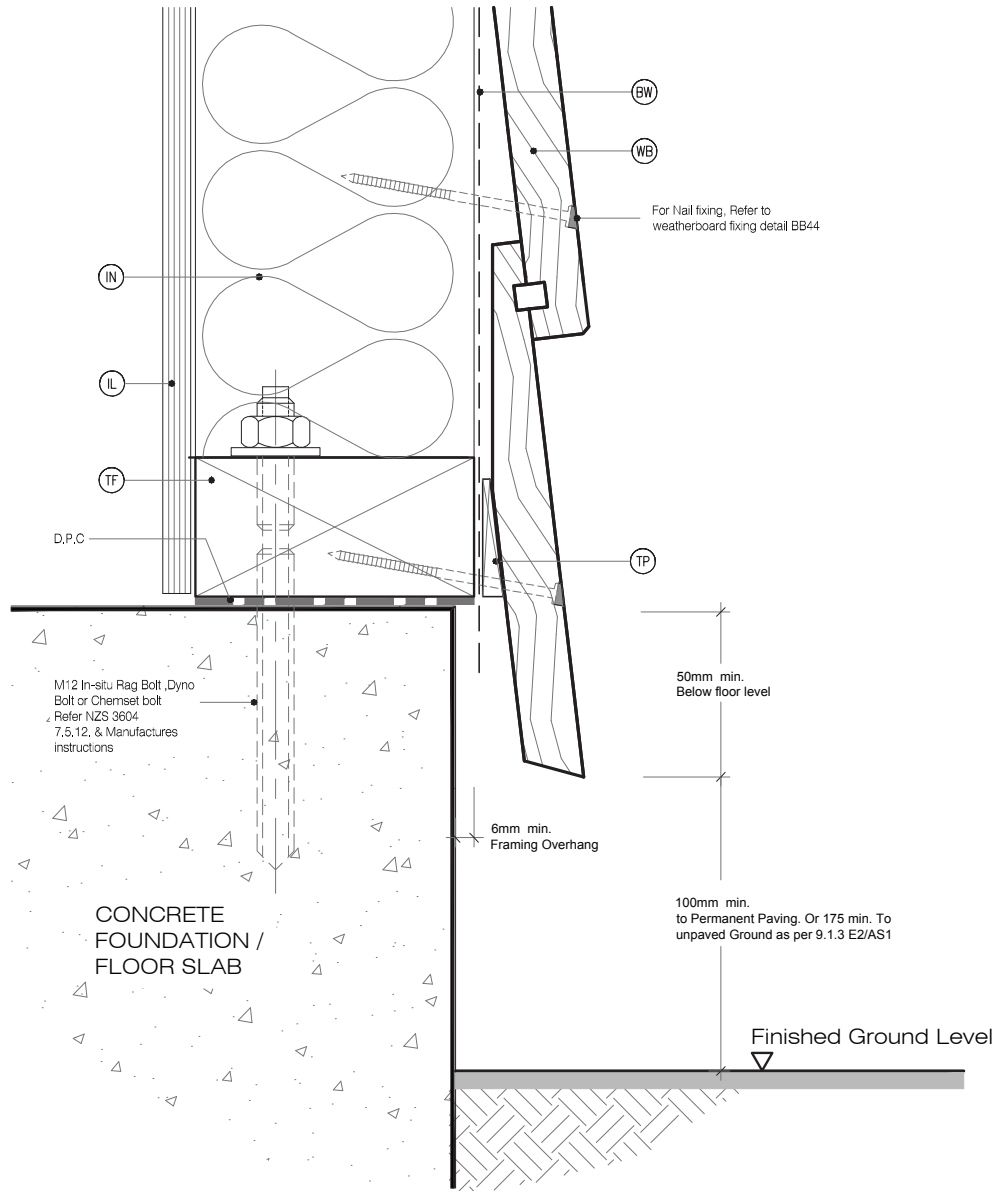 BW
WB
For Nail fixing, Refer to
weatherboard fixing detail BB44
IN
IL
TF
D.P.C
TP
M12 In-situ Rag Bolt ,Dyno
Bolt or Chemset bolt
Refer NZS 3604
7.5.12. & Manufactures
instructions
50mm min.
Below floor level
6mm min.
Framing Overhang
100mm min.
to Permanent Paving. Or 175 min. To
unpaved Ground as per 9.1.3 E2/AS1
CONCRETE
FOUNDATION /
FLOOR SLAB
Finished Ground Level